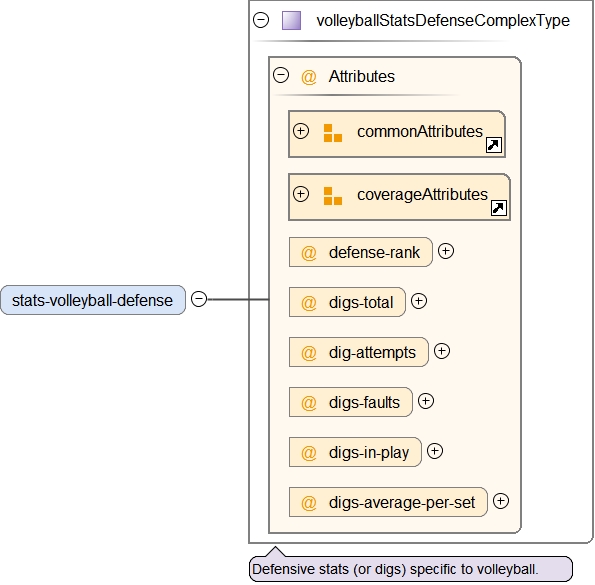 volleyballStatsDefenseComplexType
@ Attributes
commonAttributes
coverageAttributes
@ defense-rank
@ digs-total
stats-volleyball-defense
@ dig-attempts
@ digs-faults
@ digs-in-play
@ digs-average-per-set
Defensive stats (or digs) specific to volleyball.